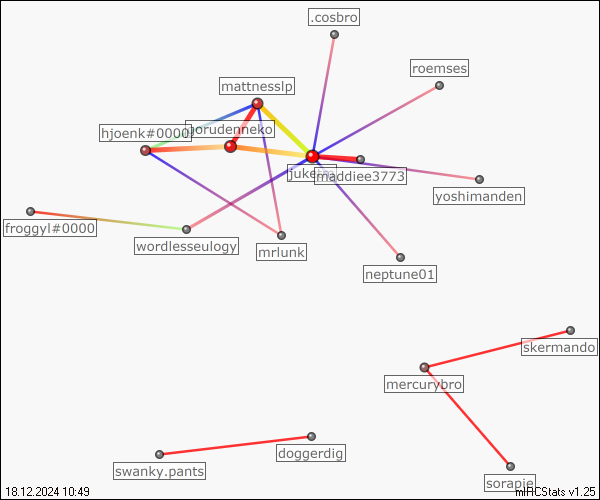 .cosbro
roemses
mattnesslp
hjoenk#0000
yorudenneko
maddiee3773
yoshimanden
froggyl#0000
wordlesseulogy
mrlunk
neptune01
skermando
mercurybro
doggerdig
swanky.pants
sorapie
18.12.2024 10:49
mIRCStats v1.25